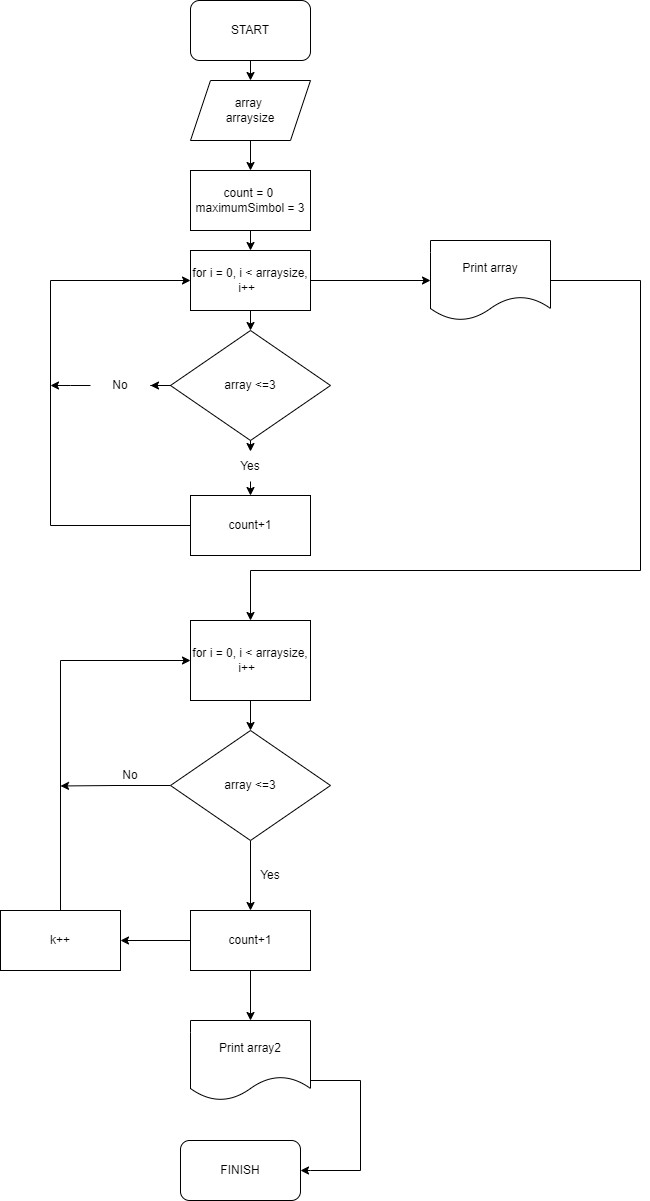 START
array
arraysize
count = 0
maximumSimbol = 3
for i = 0, i < arraysize,
i++
Print array
array <=3
No
Yes
count+1
for i = 0, i < arraysize,
i++
array <=3
No
Yes
k++
count+1
Print array2
FINISH